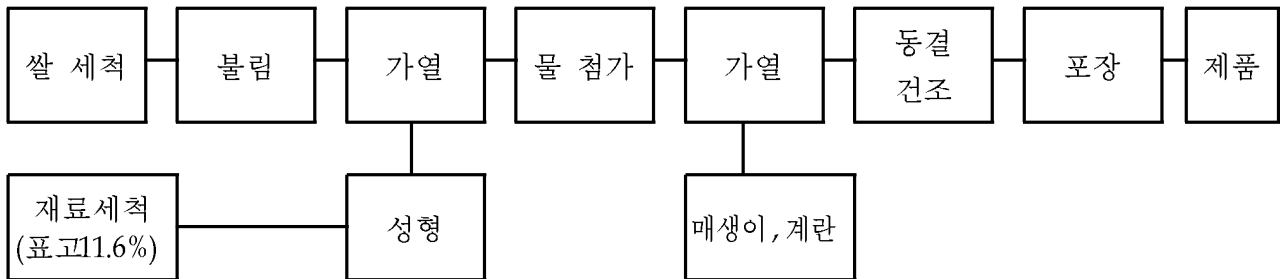 쌀 세척
불림
가열
물 첨가
가열
동결
건조
포장
제품
재료세척
(표고11.6%)
성형
매생이,계란